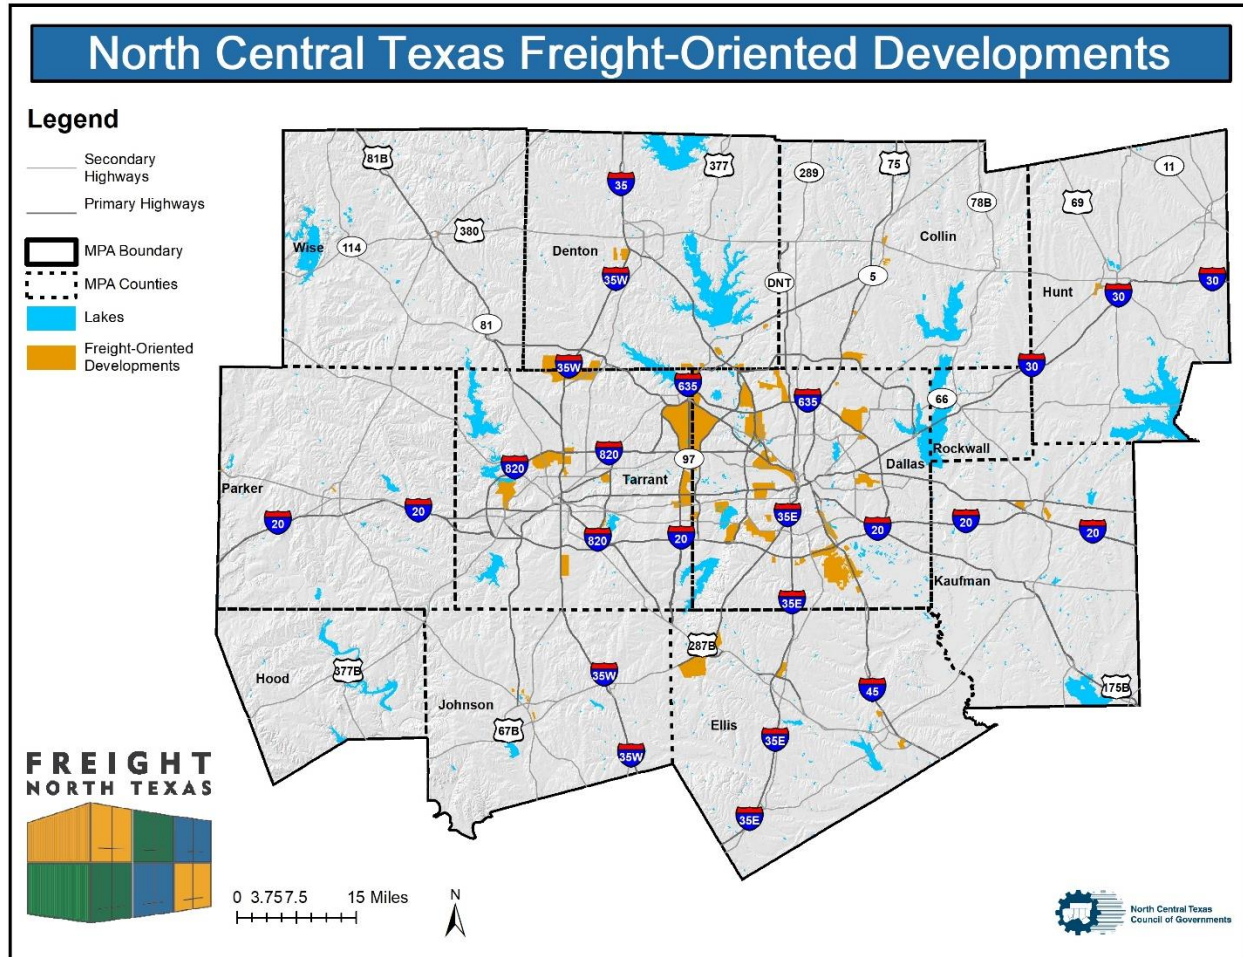 North Central Texas Freight-Oriented Developments
Legend
Secondary
Highways
Primary Highways
MPA Boundary
MPA Counties
Lakes
Freight-Oriented
Developments
81B
377
75
289
11
35
78B
69
380
114
Wise
Denton
Collin
5
35W
DNT
Hunt
30
30
81
35W
30
635
635
66
820
820
97
Dallas
Rockwall
Tarrant
Parker
20
20
820
20
35E
20
20
20
Kaufman
35E
287B
Hood
377B
35W
45
175B
Johnson
67B
Ellis
35W
35E
35E
FREIGHT
NORTH TEXAS
0 3.75 7.5 15 Miles
N
North Central Texas
Council of Governments